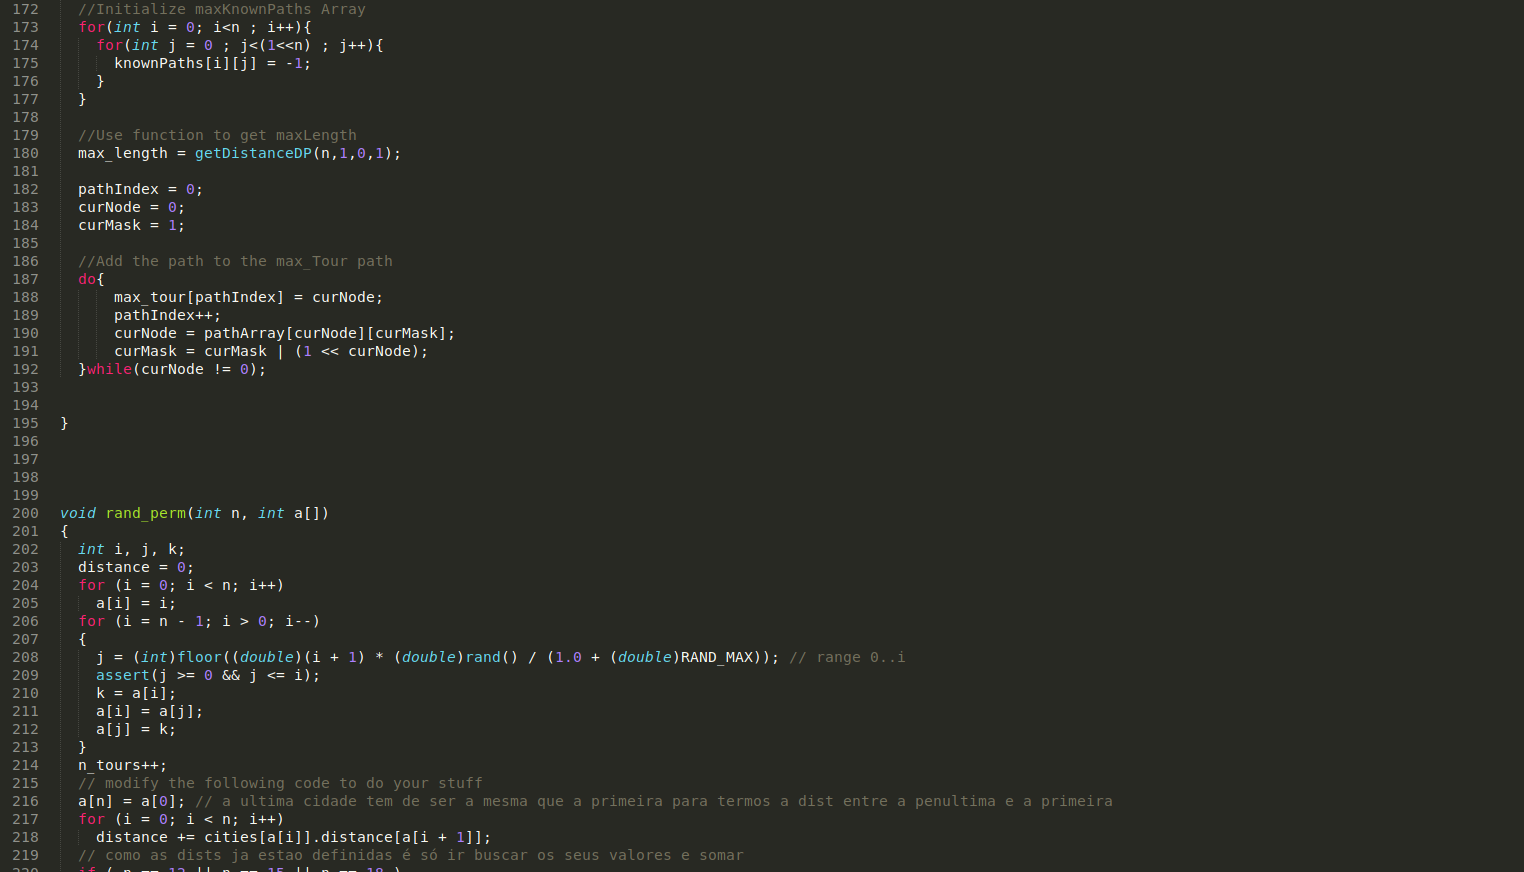 172 //Initialize maxKnownPaths Array
173 for(int i = 0; i<n ; i++){
174 for(int j = 0 ; j<(1<<n) ; j++){
175 knownPaths[i][j] = -1;
176 }
177 }
178
179 //Use function to get maxLength
180 max_length = getDistanceDP(n,1,0,1);
181
182 pathIndex = 0;
183 curNode = 0;
184 curMask = 1;
185
186 //Add the path to the max_Tour path
187 do{
188 max_tour[pathIndex] = curNode;
189 pathIndex++;
190 curNode = pathArray[curNode][curMask];
191 curMask = curMask | (1 << curNode);
192 }while(curNode != 0);
193
194
195 }
196
197
198
199
200 void rand_perm(int n, int a[])
201 {
202 int i, j, k;
203 distance = 0;
204 for (i = 0; i < n; i++)
205 a[i] = i;
206 for (i = n - 1; i > 0; i--)
207 {
208 j = (int)floor((double)(i + 1) * (double)rand() / (1.0 + (double)RAND_MAX)); // range 0..i
209 assert(j >= 0 && j <= i);
210 k = a[i];
211 a[i] = a[j];
212 a[j] = k;
213 }
214 n_tours++;
215 // modify the following code to do your stuff
216 a[n] = a[0]; // a ultima cidade tem de ser a mesma que a primeira para termos a dist entre a penultima e a primeira
217 for (i = 0; i < n; i++)
218 distance += cities[a[i]].distance[a[i + 1]];
219 // como as dists ja estao definidas é só ir buscar os seus valores e somar
220 if ( n == 12 || n == 15 || n == 18 )